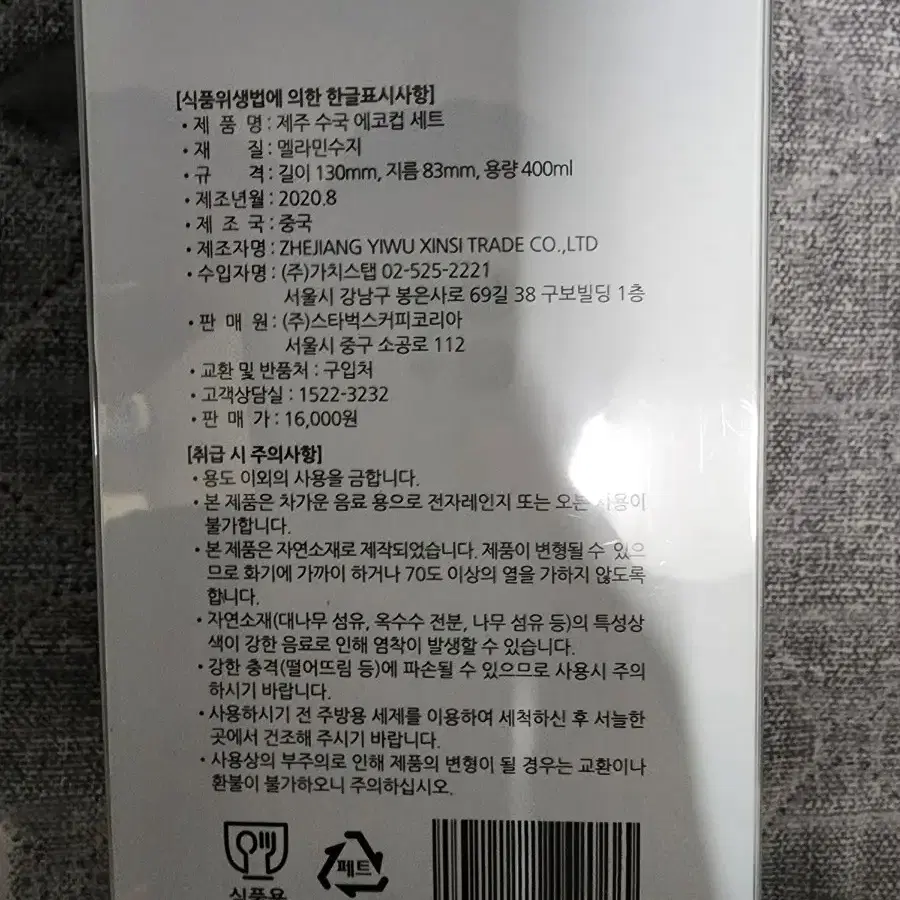 [식품위생법에 의한 한글표시사항]
• 제 품 명 : 제주 수국 에코컵 세트
• 재 질 : 멜라민수지
• 규 격 : 길이 130mm, 지름 83mm, 용량 400ml
• 제조년월 : 2020.8
• 제 조 국 : 중국
• 제조자명 : ZHEJIANG YIWU XINSI TRADE CO.,LTD
• 수입자명 : (주)가치스탭 02-525-2221
서울시 강남구 봉은사로 69길 38 구보빌딩 1층
• 판 매 원 : (주)스타벅스커피코리아
서울시 중구 소공로 112
• 교환 및 반품처 : 구입처
• 고객상담실 : 1522-3232
• 판 매 가 : 16,000원
[취급 시 주의사항]
• 용도 이외의 사용을 금합니다.
• 본 제품은 차가운 음료 용으로 전자레인지 또는 오븐 사용이
불가합니다.
• 본 제품은 자연소재로 제작되었습니다. 제품이 변형될 수 있으
므로 화기에 가까이 하거나 70도 이상의 열을 가하지 않도록
합니다.
• 자연소재(대나무 섬유, 옥수수 전분, 나무 섬유 등)의 특성상
색이 강한 음료로 인해 염착이 발생할 수 있습니다.
• 강한 충격(떨어뜨림 등)에 파손될 수 있으므로 사용시 주의
하시기 바랍니다.
• 사용하시기 전 주방용 세제를 이용하여 세척하신 후 서늘한
곳에서 건조해 주시기 바랍니다.
• 사용상의 부주의로 인해 제품의 변형이 될 경우는 교환이나
환불이 불가하오니 주의하십시오.
페트
식품용